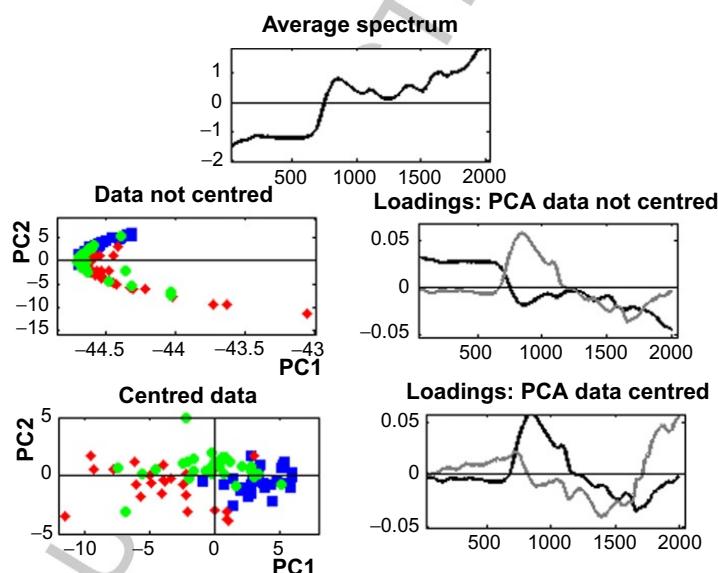 Average spectrum
1
0
−1
−2
500 1000 1500 2000
Data not centred
PC2
5
0
−5
−10
−15
−44.5 −44 −43.5 −43
PC1
Loadings: PCA data not centred
0.05
0
−0.05
500 1000 1500 2000
Centred data
PC2
5
0
−5
−10 −5 0 5
PC1
Loadings: PCA data centred
0.05
0
−0.05
500 1000 1500 2000